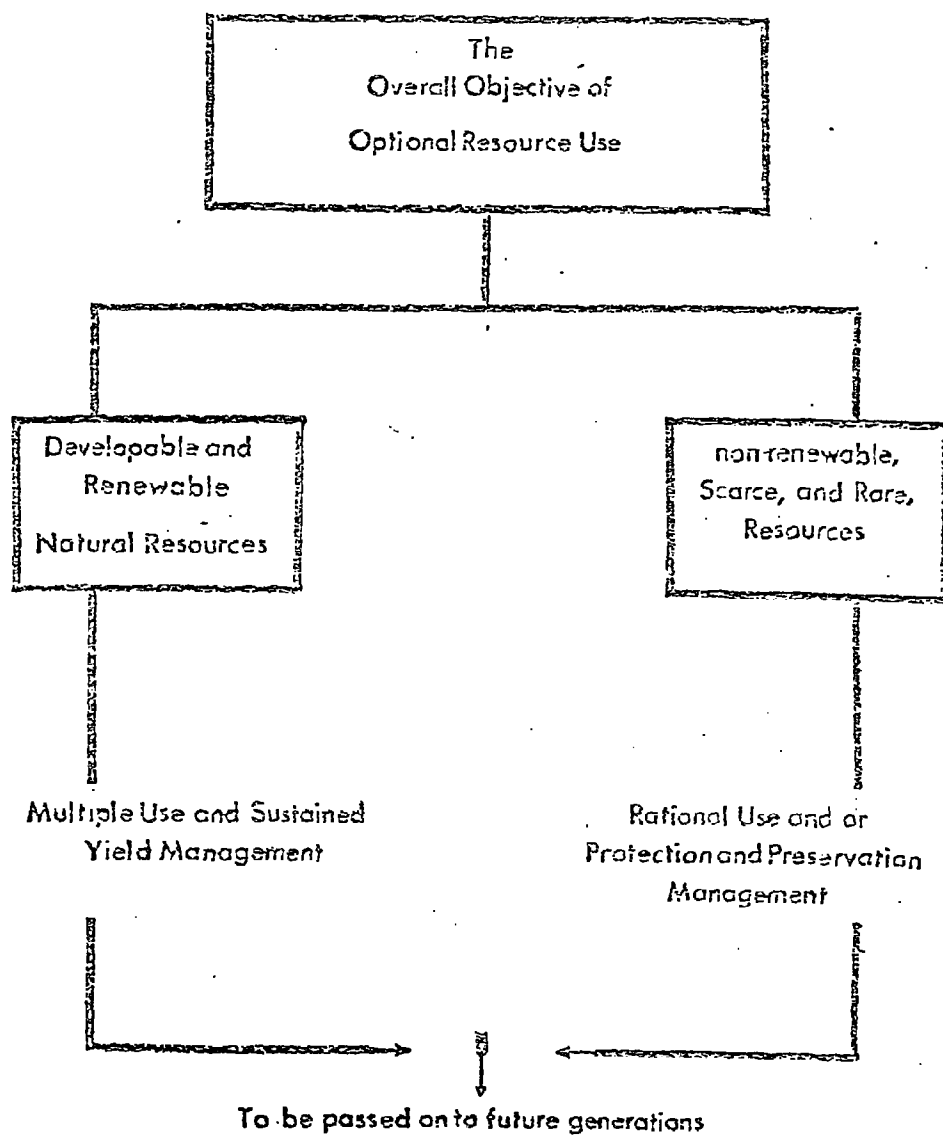 The
Overall Objective of
Optional Resource Use
Developable and
Renewable
Natural Resources
non-renewable,
Scarce, and Rare,
Resources
Multiple Use and Sustained
Yield Management
Rational Use and or
Protection and Preservation
Management
To be passed on to future generations